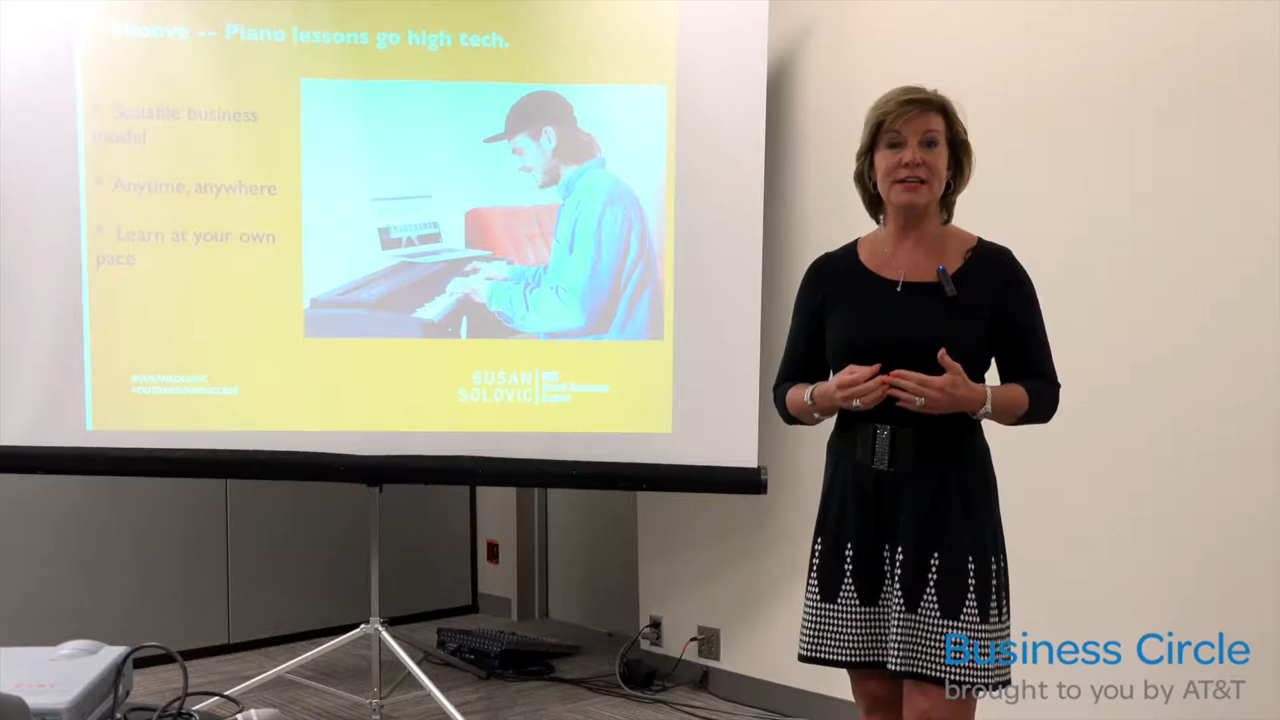 -- Piano lessons go high tech.
* Scalable business
model
* Anytime, anywhere
* Learn at your own
pace
SUSAN
SOLOVIC
Business Circle
brought to you by AT&T